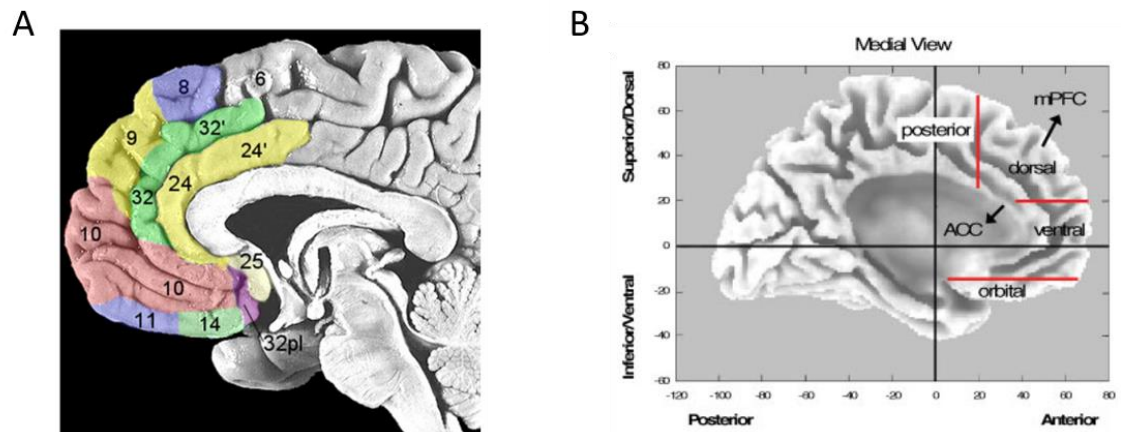 A
8
6
9
32'
24'
24
32
10
25
10
11
14
32pl
B
Medial View
Superior/Dorsal
Inferior/Ventral
80
60
40
20
0
-20
-40
-60
mPFC
posterior
dorsal
ACC
ventral
orbital
-120 -100 -80 -60 -40 -20 0 20 40 60 80
Posterior Anterior